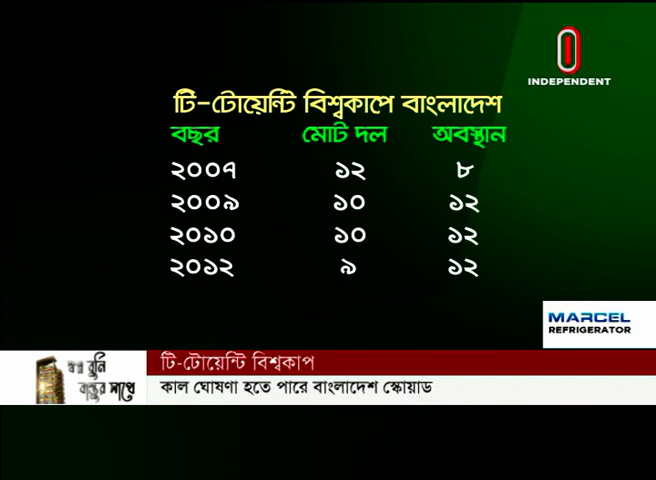 INDEPENDENT
টি-টোয়েন্টি বিশ্বকাপে বাংলাদেশ
বছর মোট দল অবস্থান
২০০৭ ১২ ৮
২০০৯ ১০ ১২
২০১০ ১০ ১২
২০১২ ৯ ১২
MARCEL
REFRIGERATOR
স্বপ্ন বুনি
বাস্তুর সাথে
টি-টোয়েন্টি বিশ্বকাপ
কাল ঘোষণা হতে পারে বাংলাদেশ স্কোয়াড